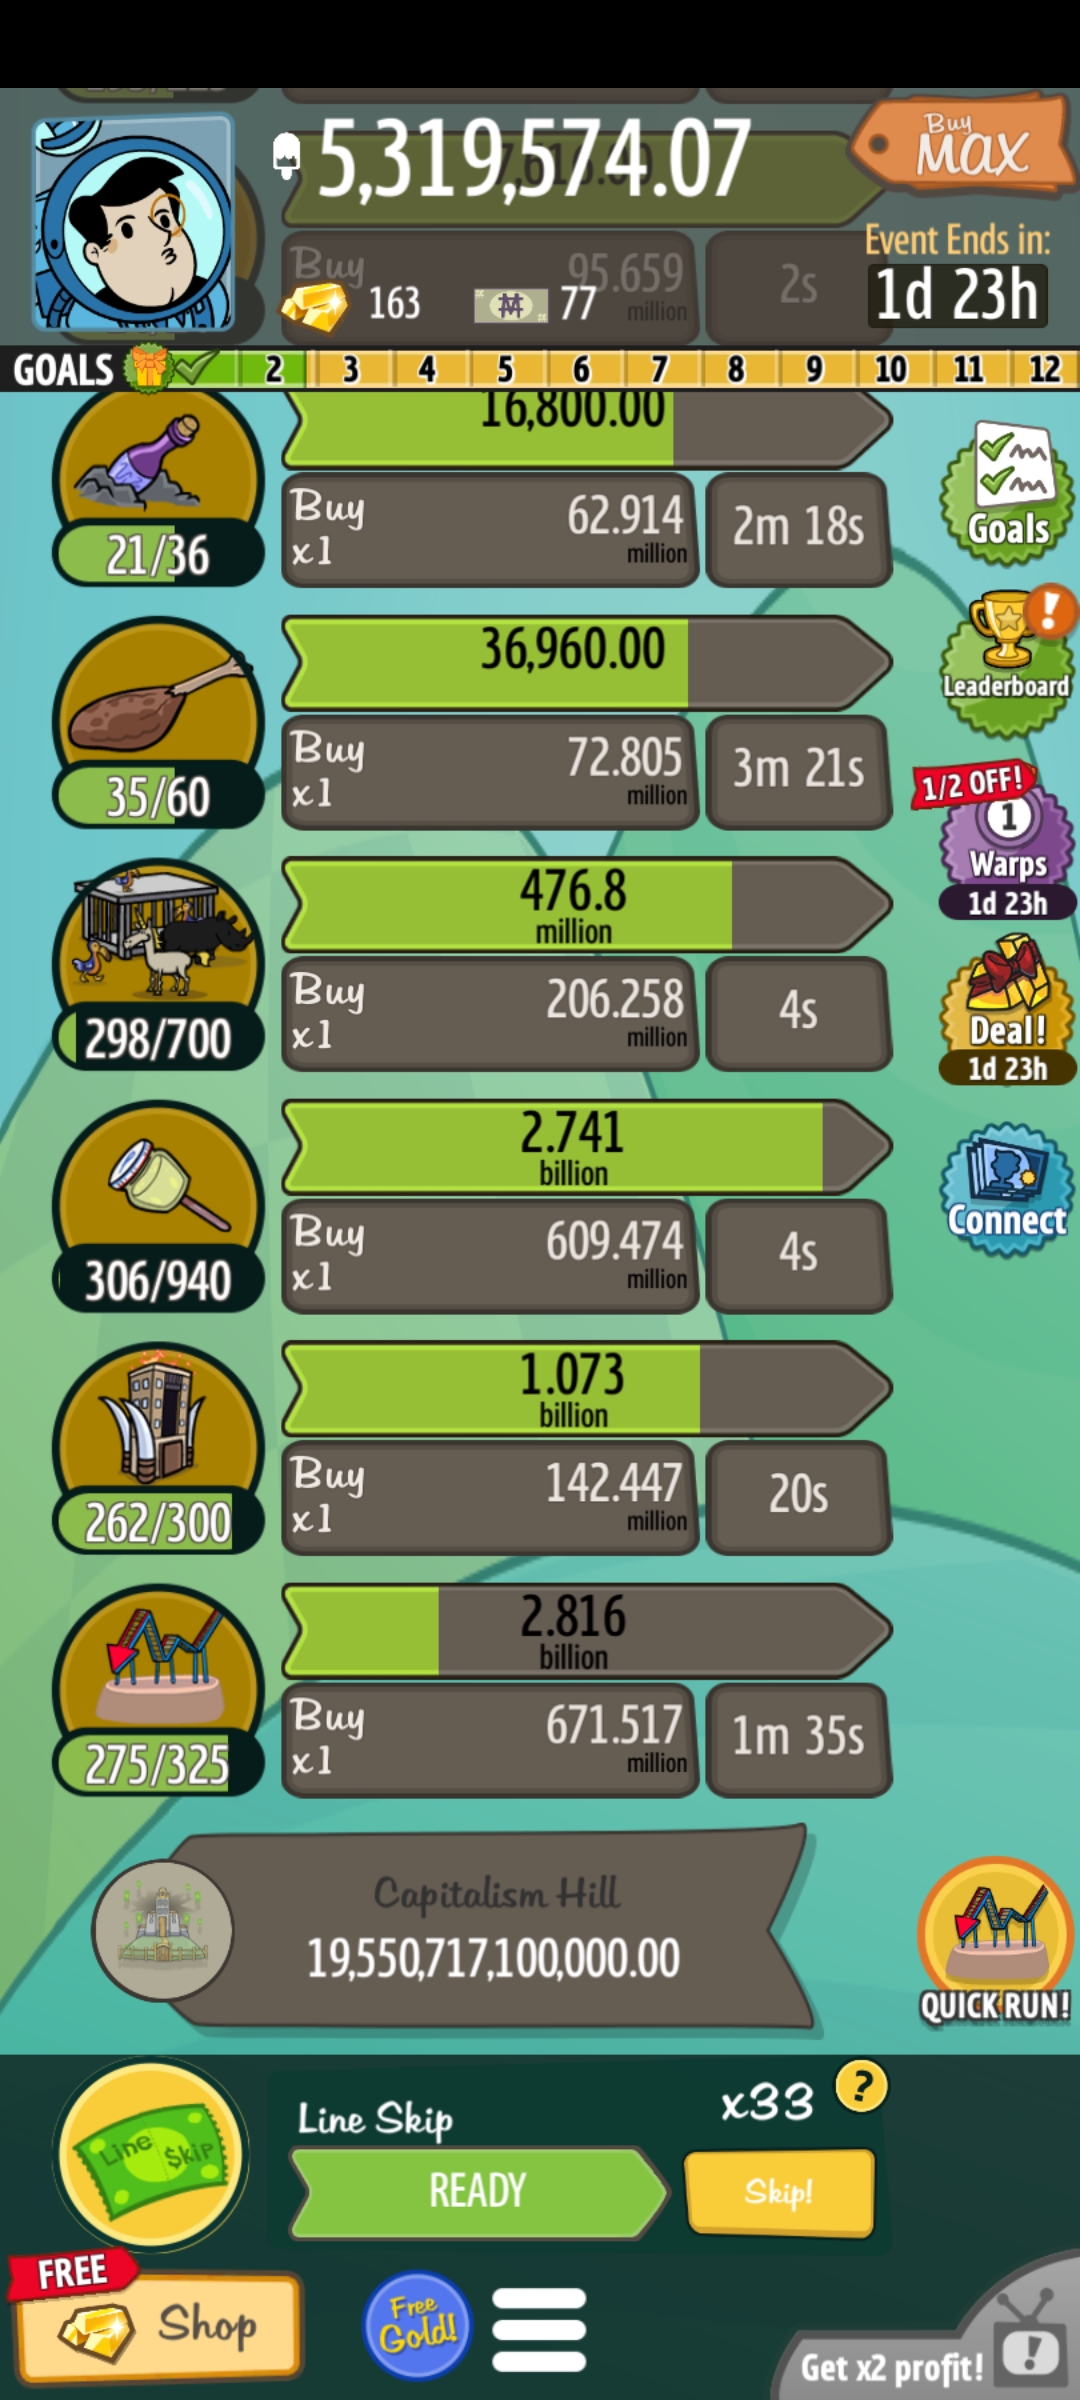 5,319,574.07
Buy
MAX
Buy
95.659
million
2s
163
77
Event Ends in:
1d 23h
GOALS 2 3 4 5 6 7 8 9 10 11 12
16,800.00
21/36
Buy
x1
62.914
million
2m 18s
Goals
36,960.00
35/60
Buy
x1
72.805
million
3m 21s
Leaderboard
1/2 OFF!
1
Warps
1d 23h
476.8
million
298/700
Buy
x1
206.258
million
4s
Deal!
1d 23h
2.741
billion
306/940
Buy
x1
609.474
million
4s
Connect
1.073
billion
262/300
Buy
x1
142.447
million
20s
2.816
billion
275/325
Buy
x1
671.517
million
1m 35s
Capitalism Hill
19,550,717,100,000.00
QUICK RUN!
Line $kip
Line Skip
x33
?
READY
Skip!
FREE
Shop
Free
Gold!
Get x2 profit!